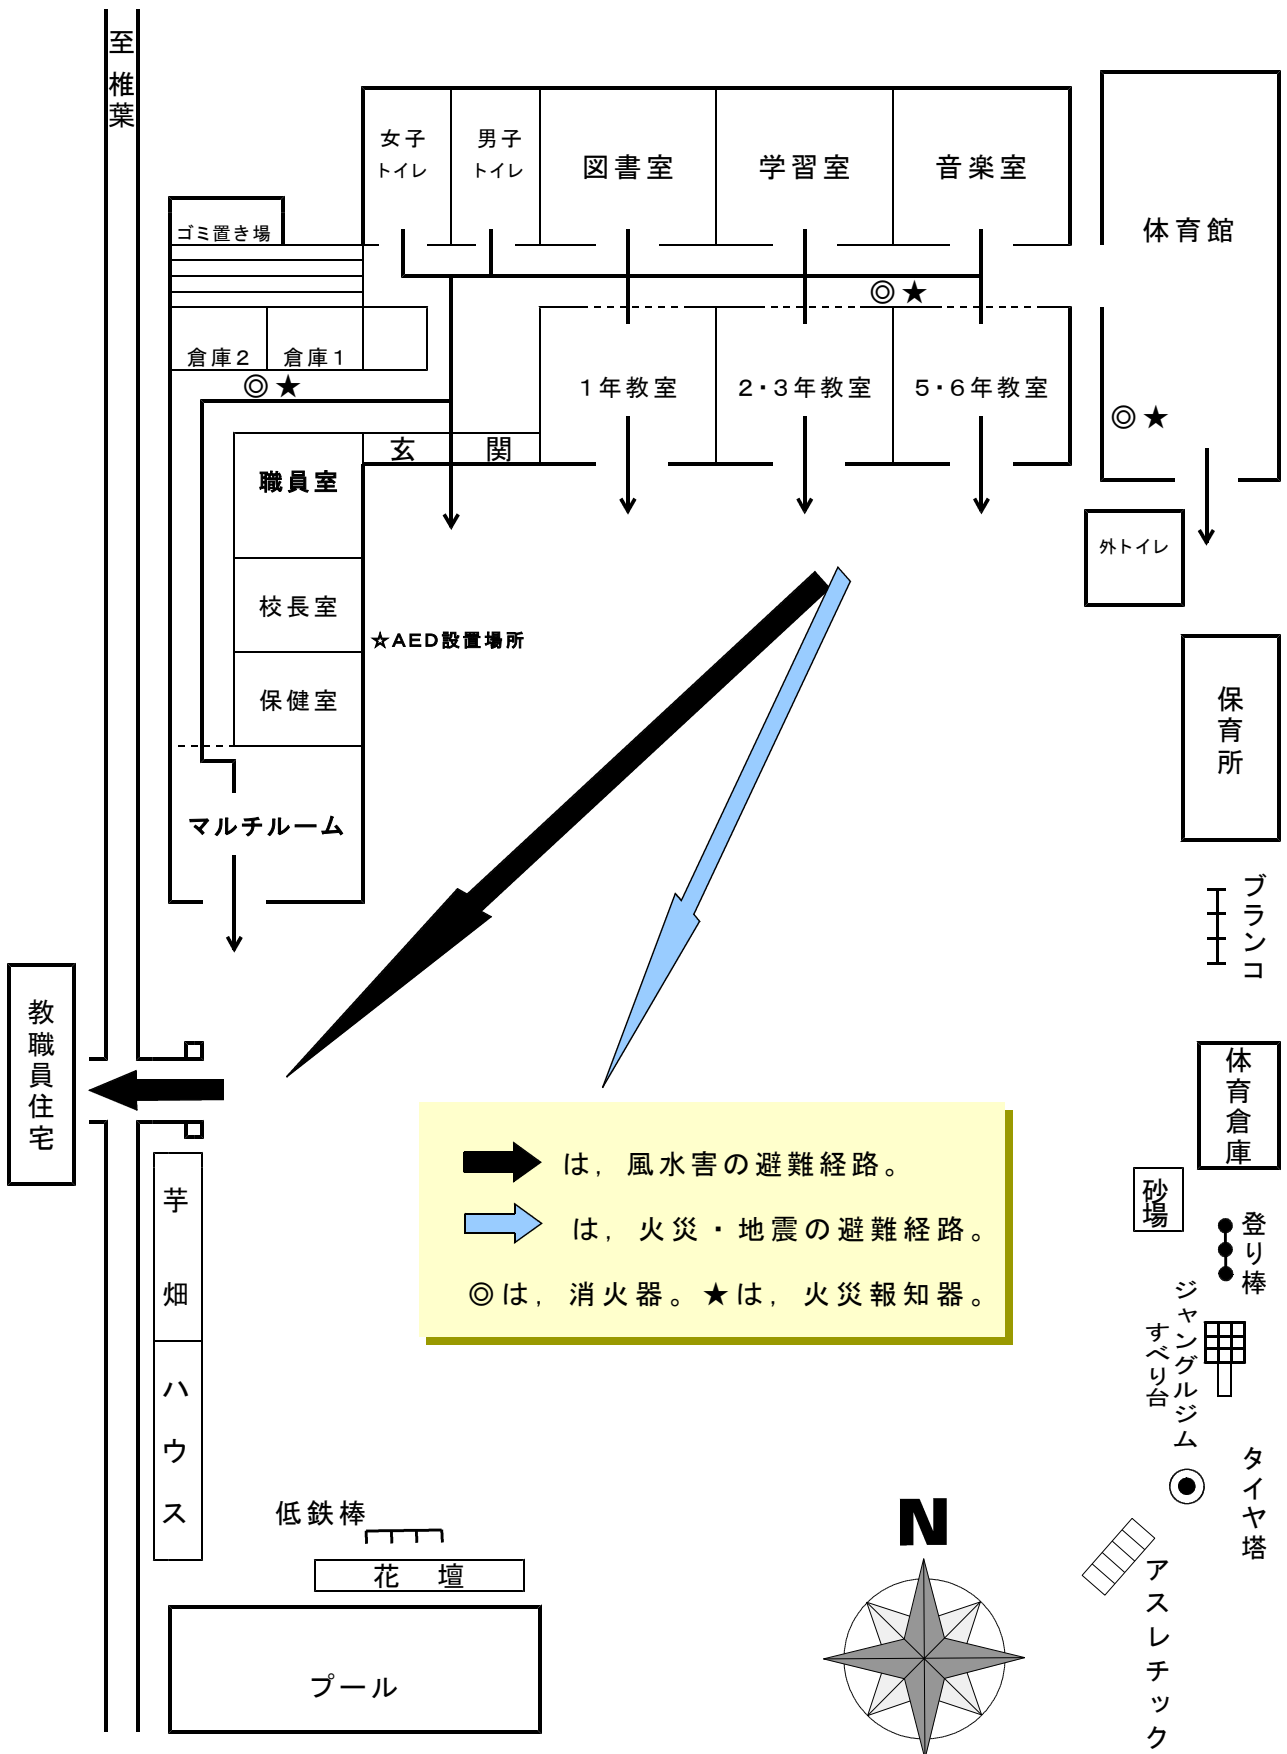 至椎葉
女子
トイレ
男子
トイレ
図書室
学習室
音楽室
体育館
ゴミ置き場
◎★
倉庫2
倉庫1
◎★
1年教室
2・3年教室
5・6年教室
◎★
玄関
職員室
外トイレ
校長室
☆AED設置場所
保健室
保育所
マルチルーム
ブランコ
教職員住宅
体育倉庫
は，風水害の避難経路。
は，火災・地震の避難経路。
◎は，消火器。★は，火災報知器。
芋畑
砂場
登り棒
ジャングルジム
すべり台
ハウス
タイヤ塔
低鉄棒
花壇
N
アスレチック
プール